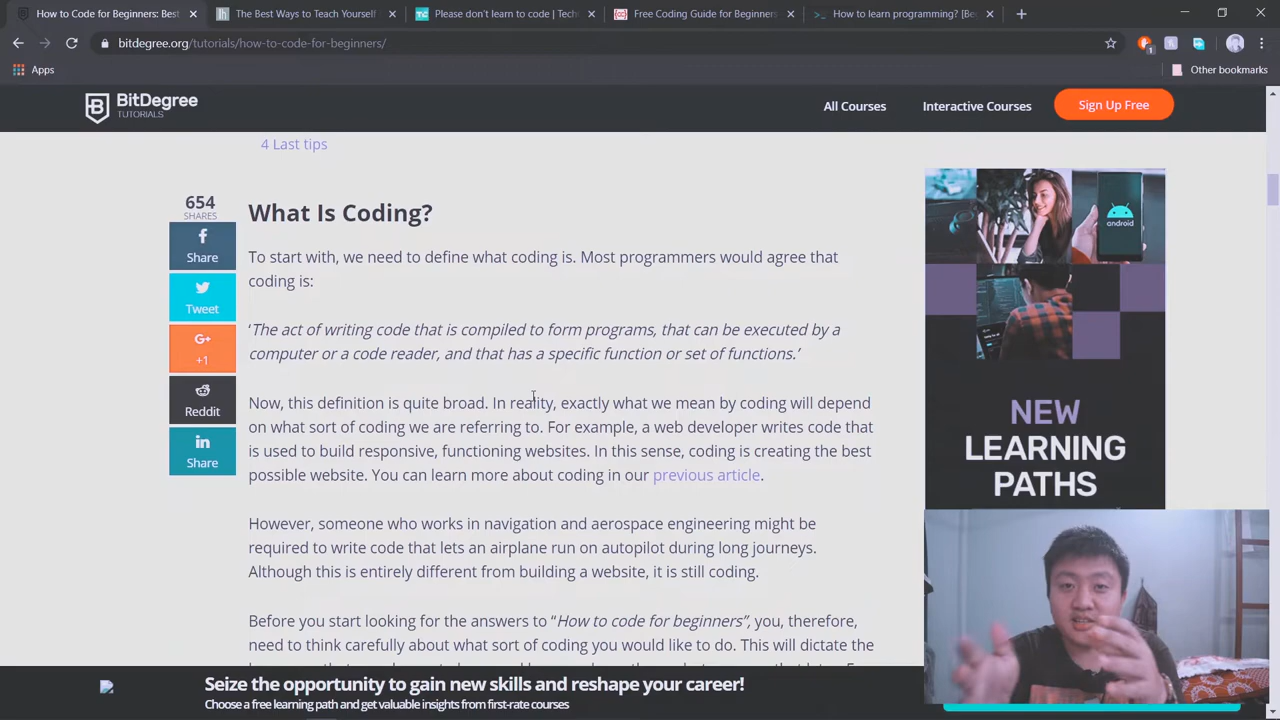 How to Code for Beginners: Best
The Best Ways to Teach Yourself
Please don't learn to code | Tech
Free Coding Guide for Beginners
How to learn programming? [Be
bitdegree.org/tutorials/how-to-code-for-beginners/
Apps
Other bookmarks
BitDegree
TUTORIALS
All Courses
Interactive Courses
Sign Up Free
4 Last tips
654
SHARES
Share
Tweet
+1
Reddit
Share
What Is Coding?
To start with, we need to define what coding is. Most programmers would agree that
coding is:
‘The act of writing code that is compiled to form programs, that can be executed by a
computer or a code reader, and that has a specific function or set of functions.’
Now, this definition is quite broad. In reality, exactly what we mean by coding will depend
on what sort of coding we are referring to. For example, a web developer writes code that
is used to build responsive, functioning websites. In this sense, coding is creating the best
possible website. You can learn more about coding in our previous article.
However, someone who works in navigation and aerospace engineering might be
required to write code that lets an airplane run on autopilot during long journeys.
Although this is entirely different from building a website, it is still coding.
Before you start looking for the answers to “How to code for beginners”, you, therefore,
need to think carefully about what sort of coding you would like to do. This will dictate the
android
NEW
LEARNING
PATHS
Seize the opportunity to gain new skills and reshape your career!
Choose a free learning path and get valuable insights from first-rate courses